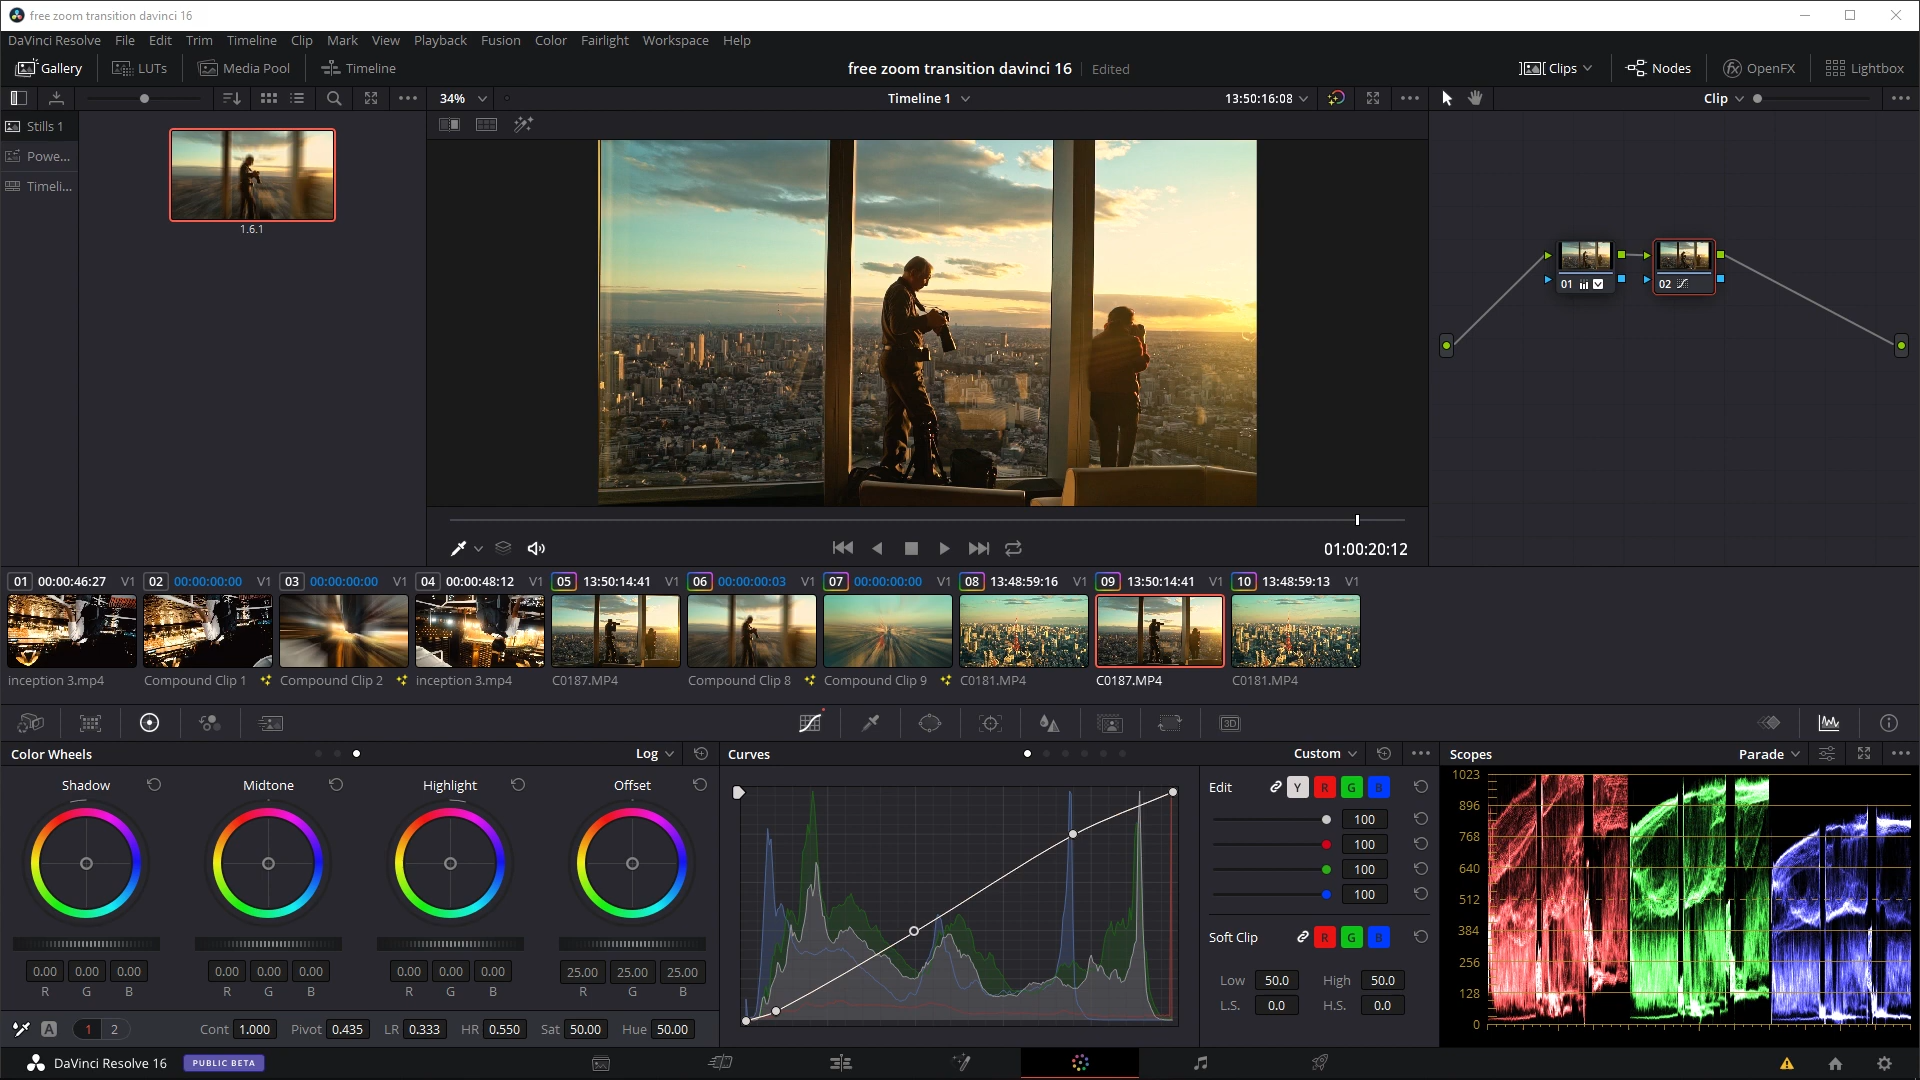 free zoom transition davinci 16
DaVinci Resolve File Edit Trim Timeline Clip Mark View Playback Fusion Color Fairlight Workspace Help
Gallery LUTs Media Pool Timeline free zoom transition davinci 16 Edited Clips Nodes OpenFX Lightbox
34% Timeline 1 13:50:16:08 Clip
Stills 1
Powe...
Timeli...
1.6.1
01
02
01:00:20:12
01 00:00:46:27 V1 02 00:00:00:00 V1 03 00:00:00:00 V1 04 00:00:48:12 V1 05 13:50:14:41 V1 06 00:00:00:03 V1 07 00:00:00:00 V1 08 13:48:59:16 V1 09 13:50:14:41 V1 10 13:48:59:13 V1
inception 3.mp4 Compound Clip 1 Compound Clip 2 inception 3.mp4 C0187.MP4 Compound Clip 8 Compound Clip 9 C0181.MP4 C0187.MP4 C0181.MP4
3D
Color Wheels Log
Shadow Midtone Highlight Offset
0.00 0.00 0.00 0.00 0.00 0.00 0.00 0.00 0.00 25.00 25.00 25.00
R G B R G B R G B R G B
A 1 2 Cont 1.000 Pivot 0.435 LR 0.333 HR 0.550 Sat 50.00 Hue 50.00
Curves Custom
Edit Y R G B
100
100
100
100
Soft Clip R G B
Low 50.0 High 50.0
L.S. 0.0 H.S. 0.0
Scopes Parade
1023
896
768
640
512
384
256
128
0
DaVinci Resolve 16 PUBLIC BETA